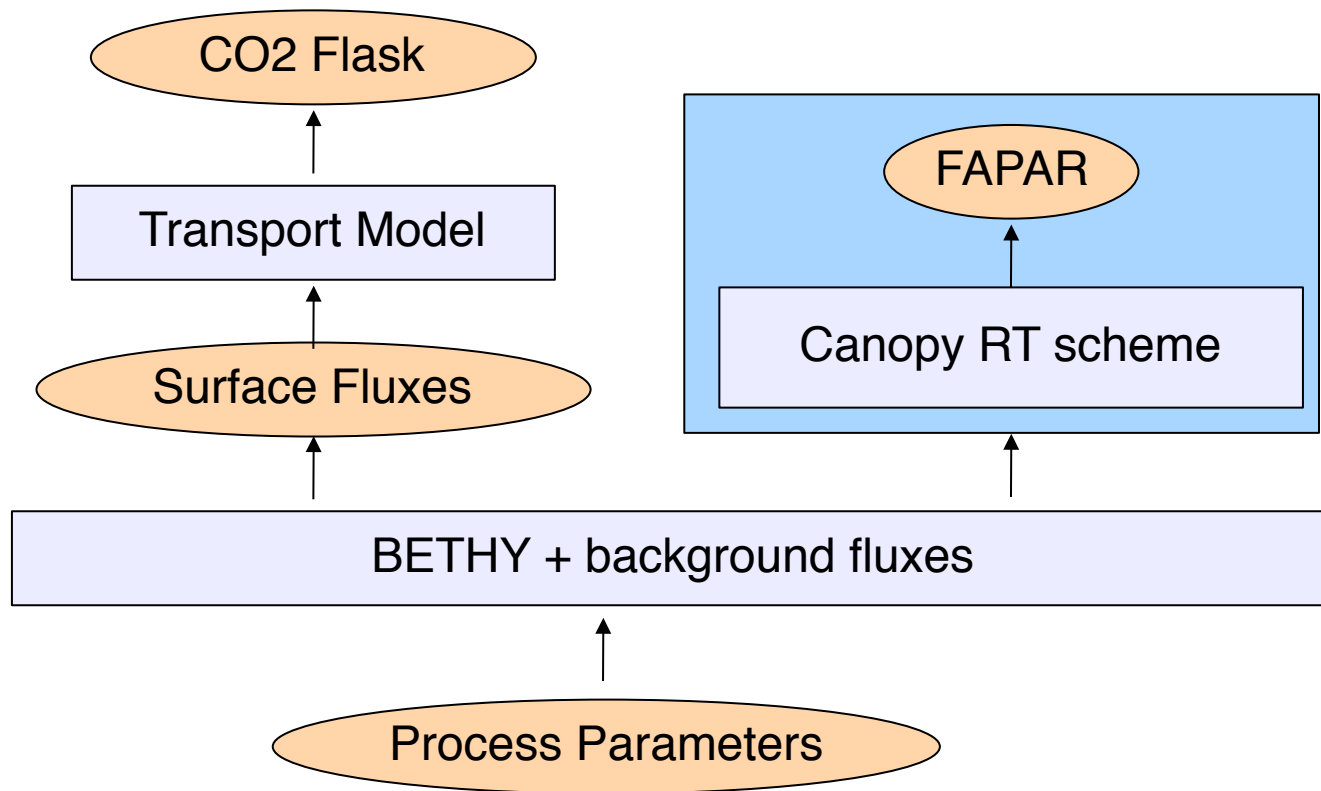 CO2 Flask
FAPAR
Transport Model
Canopy RT scheme
Surface Fluxes
BETHY + background fluxes
Process Parameters